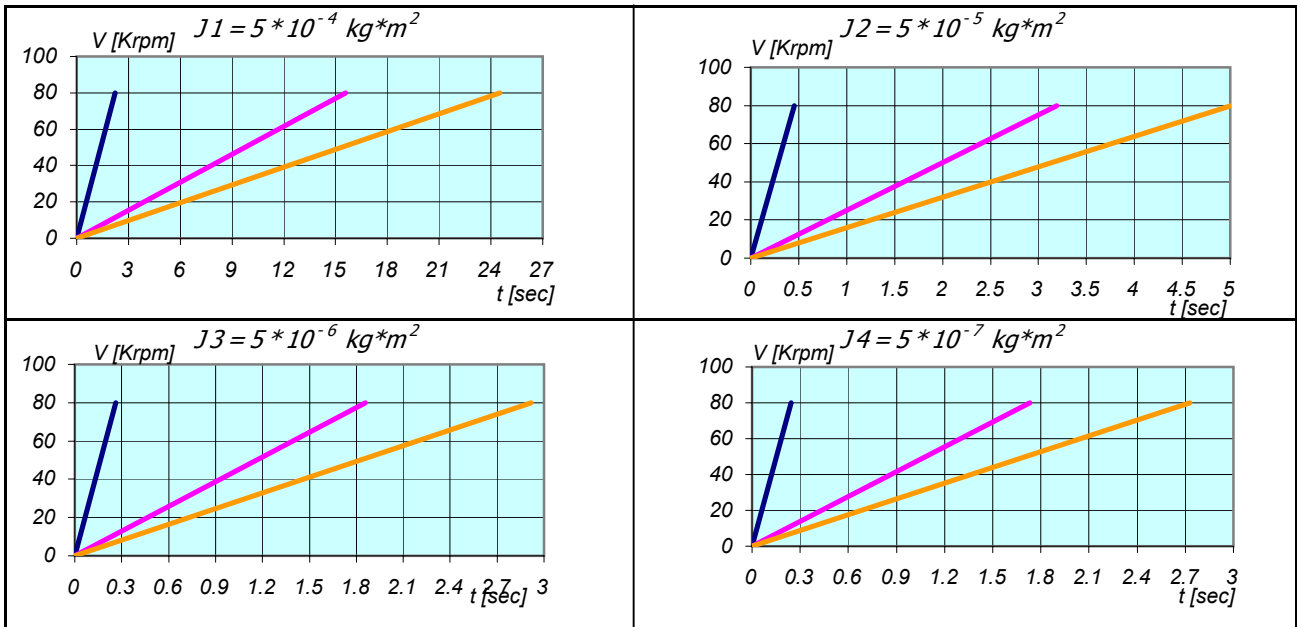 J1 = 5*10⁻⁴ kg*m²
V [Krpm]
100
80
60
40
20
0
0 3 6 9 12 15 18 21 24 27
t [sec]
J2 = 5*10⁻⁵ kg*m²
V [Krpm]
100
80
60
40
20
0
0 0.5 1 1.5 2 2.5 3 3.5 4 4.5 5
t [sec]
J3 = 5*10⁻⁶ kg*m²
V [Krpm]
100
80
60
40
20
0
0 0.3 0.6 0.9 1.2 1.5 1.8 2.1 2.4 2.7 3
t [sec]
J4 = 5*10⁻⁷ kg*m²
V [Krpm]
100
80
60
40
20
0
0 0.3 0.6 0.9 1.2 1.5 1.8 2.1 2.4 2.7 3
t [sec]